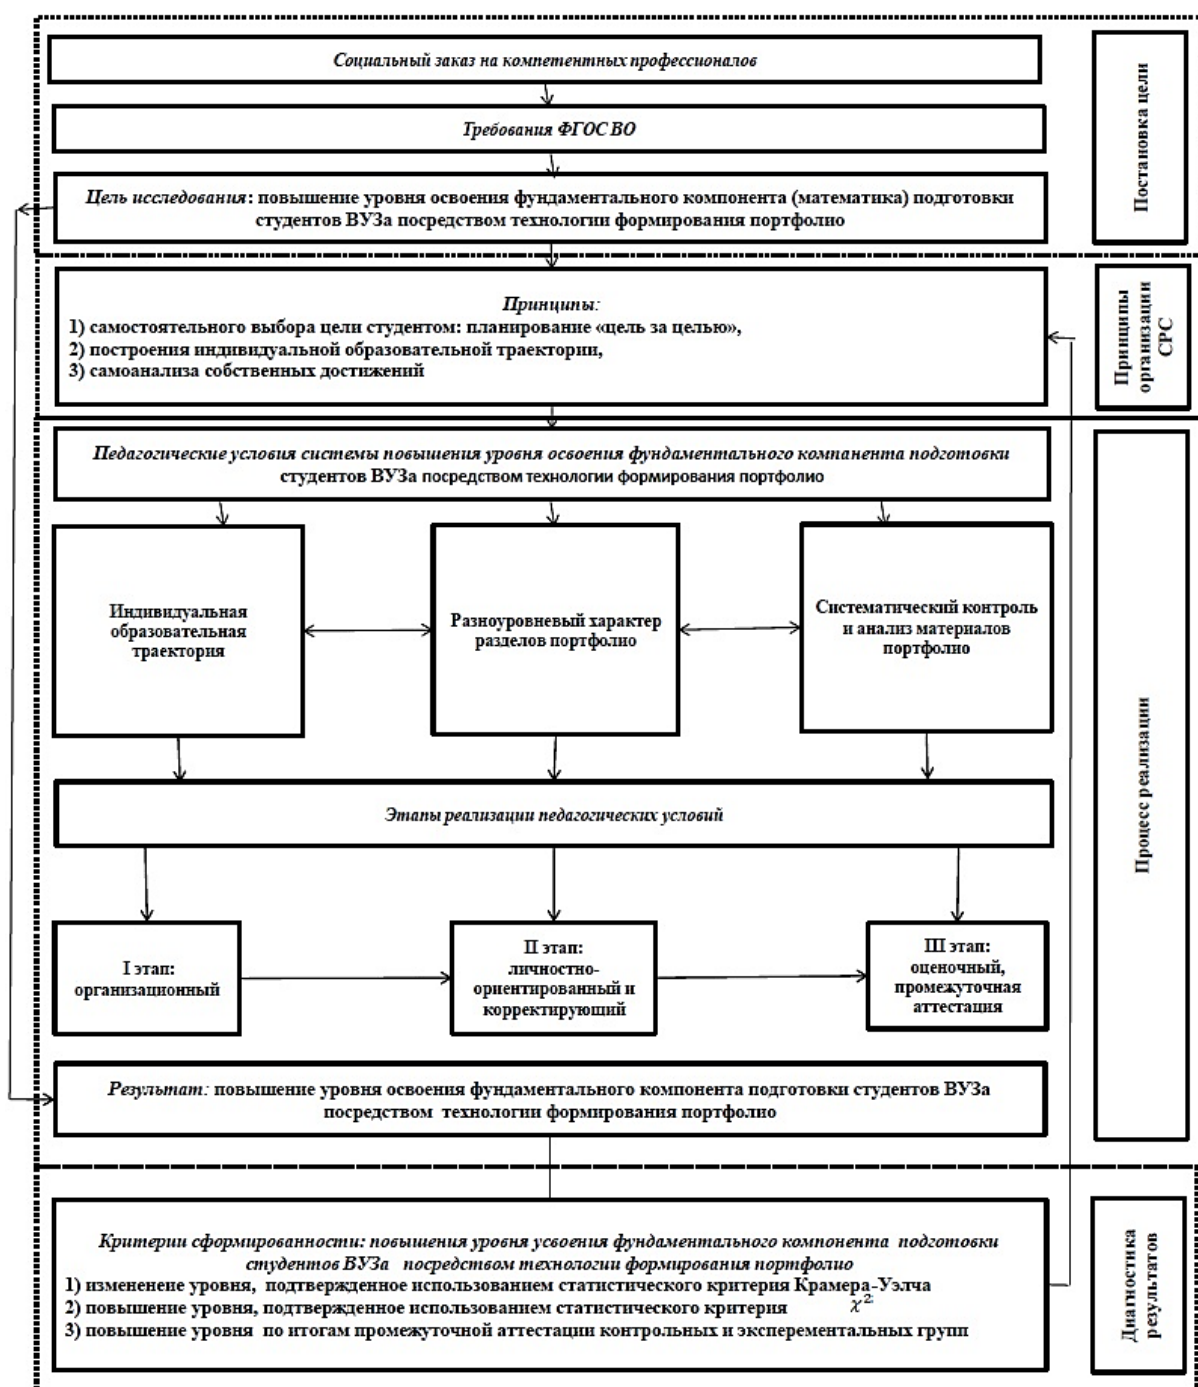 Социальный заказ на компетентных профессионалов
Требования ФГОС ВО
Цель исследования: повышение уровня освоения фундаментального компонента (математика) подготовки
студентов ВУЗа посредством технологии формирования портфолио
Постановка цели
Принципы:
1) самостоятельного выбора цели студентом: планирование «цель за целью»,
2) построения индивидуальной образовательной траектории,
3) самоанализа собственных достижений
Принципы
организации
СРС
Педагогические условия системы повышения уровня освоения фундаментального компанента подготовки
студентов ВУЗа посредством технологии формирования портфолио
Индивидуальная
образовательная
траектория
Разноуровневый характер
разделов портфолио
Систематический контроль
и анализ материалов
портфолио
Этапы реализации педагогических условий
I этап:
организационный
II этап:
личностно-
ориентированный и
корректирующий
III этап:
оценочный,
промежуточная
аттестация
Результат: повышение уровня освоения фундаментального компонента подготовки студентов ВУЗа
посредством технологии формирования портфолио
Процесс реализации
Критерии сформированности: повышения уровня усвоения фундаментального компонента подготовки
студентов ВУЗа посредством технологии формирования портфолио
1) изменеиe уровня, подтвержденное использованием статистического критерия Крамера-Уэлча
2) повышение уровня, подтвержденное использованием статистического критерия χ²
3) повышение уровня по итогам промежуточной аттестации контрольных и эксперементальных групп
Диагностика
результатов